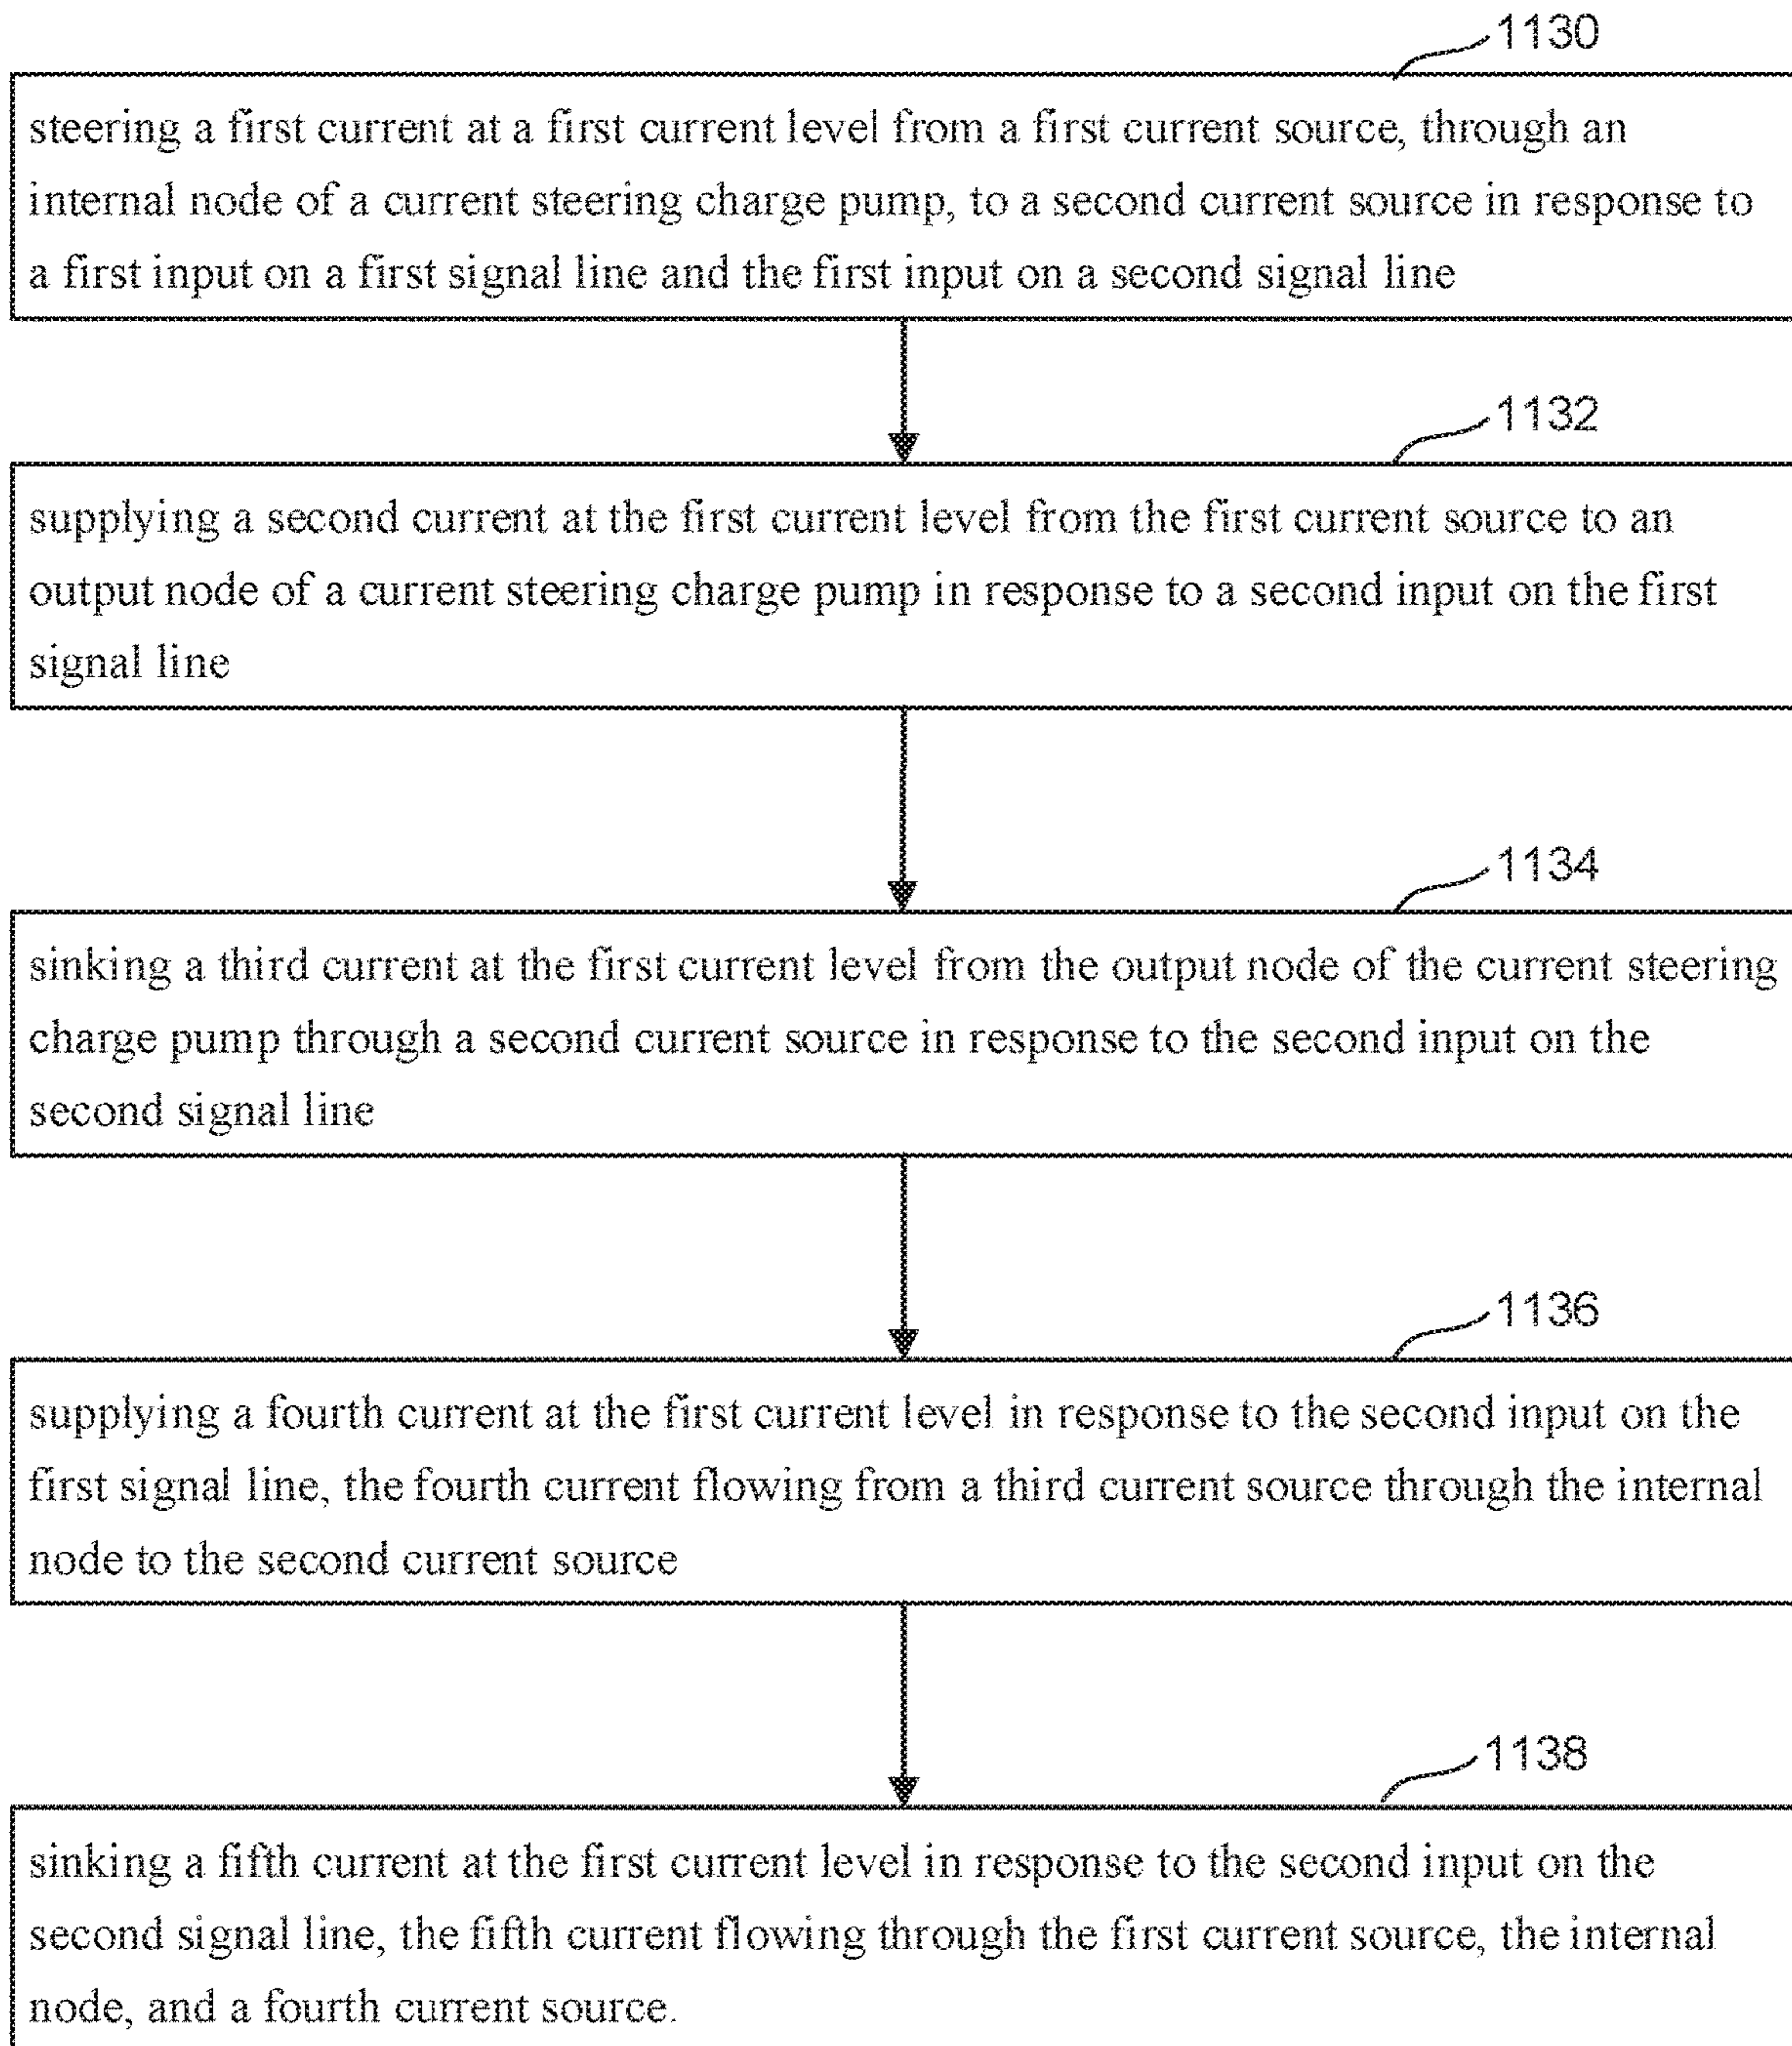 1130
steering a first current at a first current level from a first current source, through an
internal node of a current steering charge pump, to a second current source in response to
a first input on a first signal line and the first input on a second signal line
1132
supplying a second current at the first current level from the first current source to an
output node of a current steering charge pump in response to a second input on the first
signal line
1134
sinking a third current at the first current level from the output node of the current steering
charge pump through a second current source in response to the second input on the
second signal line
1136
supplying a fourth current at the first current level in response to the second input on the
first signal line, the fourth current flowing from a third current source through the internal
node to the second current source
1138
sinking a fifth current at the first current level in response to the second input on the
second signal line, the fifth current flowing through the first current source, the internal
node, and a fourth current source.